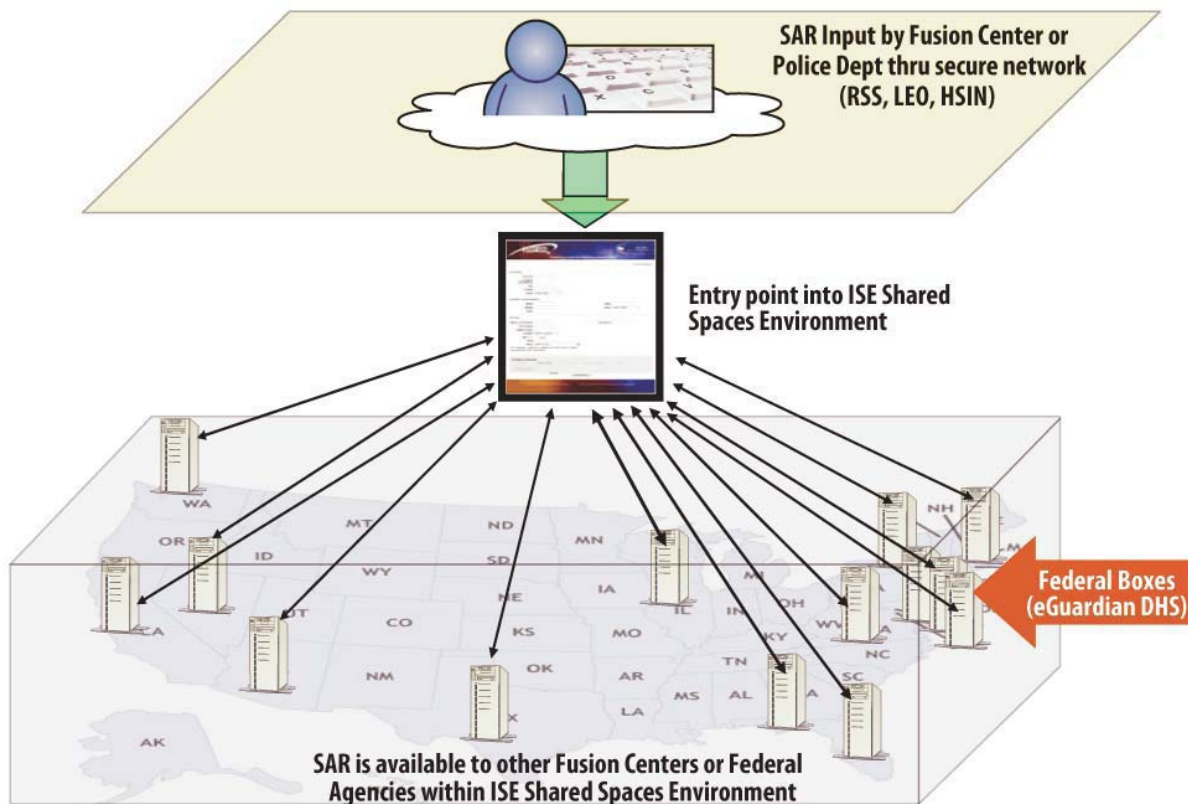 SAR Input by Fusion Center or
Police Dept thru secure network
(RSS, LEO, HSIN)
Entry point into ISE Shared
Spaces Environment
WA
MT
ND
MN
NH
OR
ID
SD
WY
IA
MI
NE
IL
IN
OH
UT
CO
KS
MO
KY
WV
CA
NC
OK
TN
NM
AR
SC
MS
AL
LA
AK
Federal Boxes
(eGuardian DHS)
SAR is available to other Fusion Centers or Federal
Agencies within ISE Shared Spaces Environment